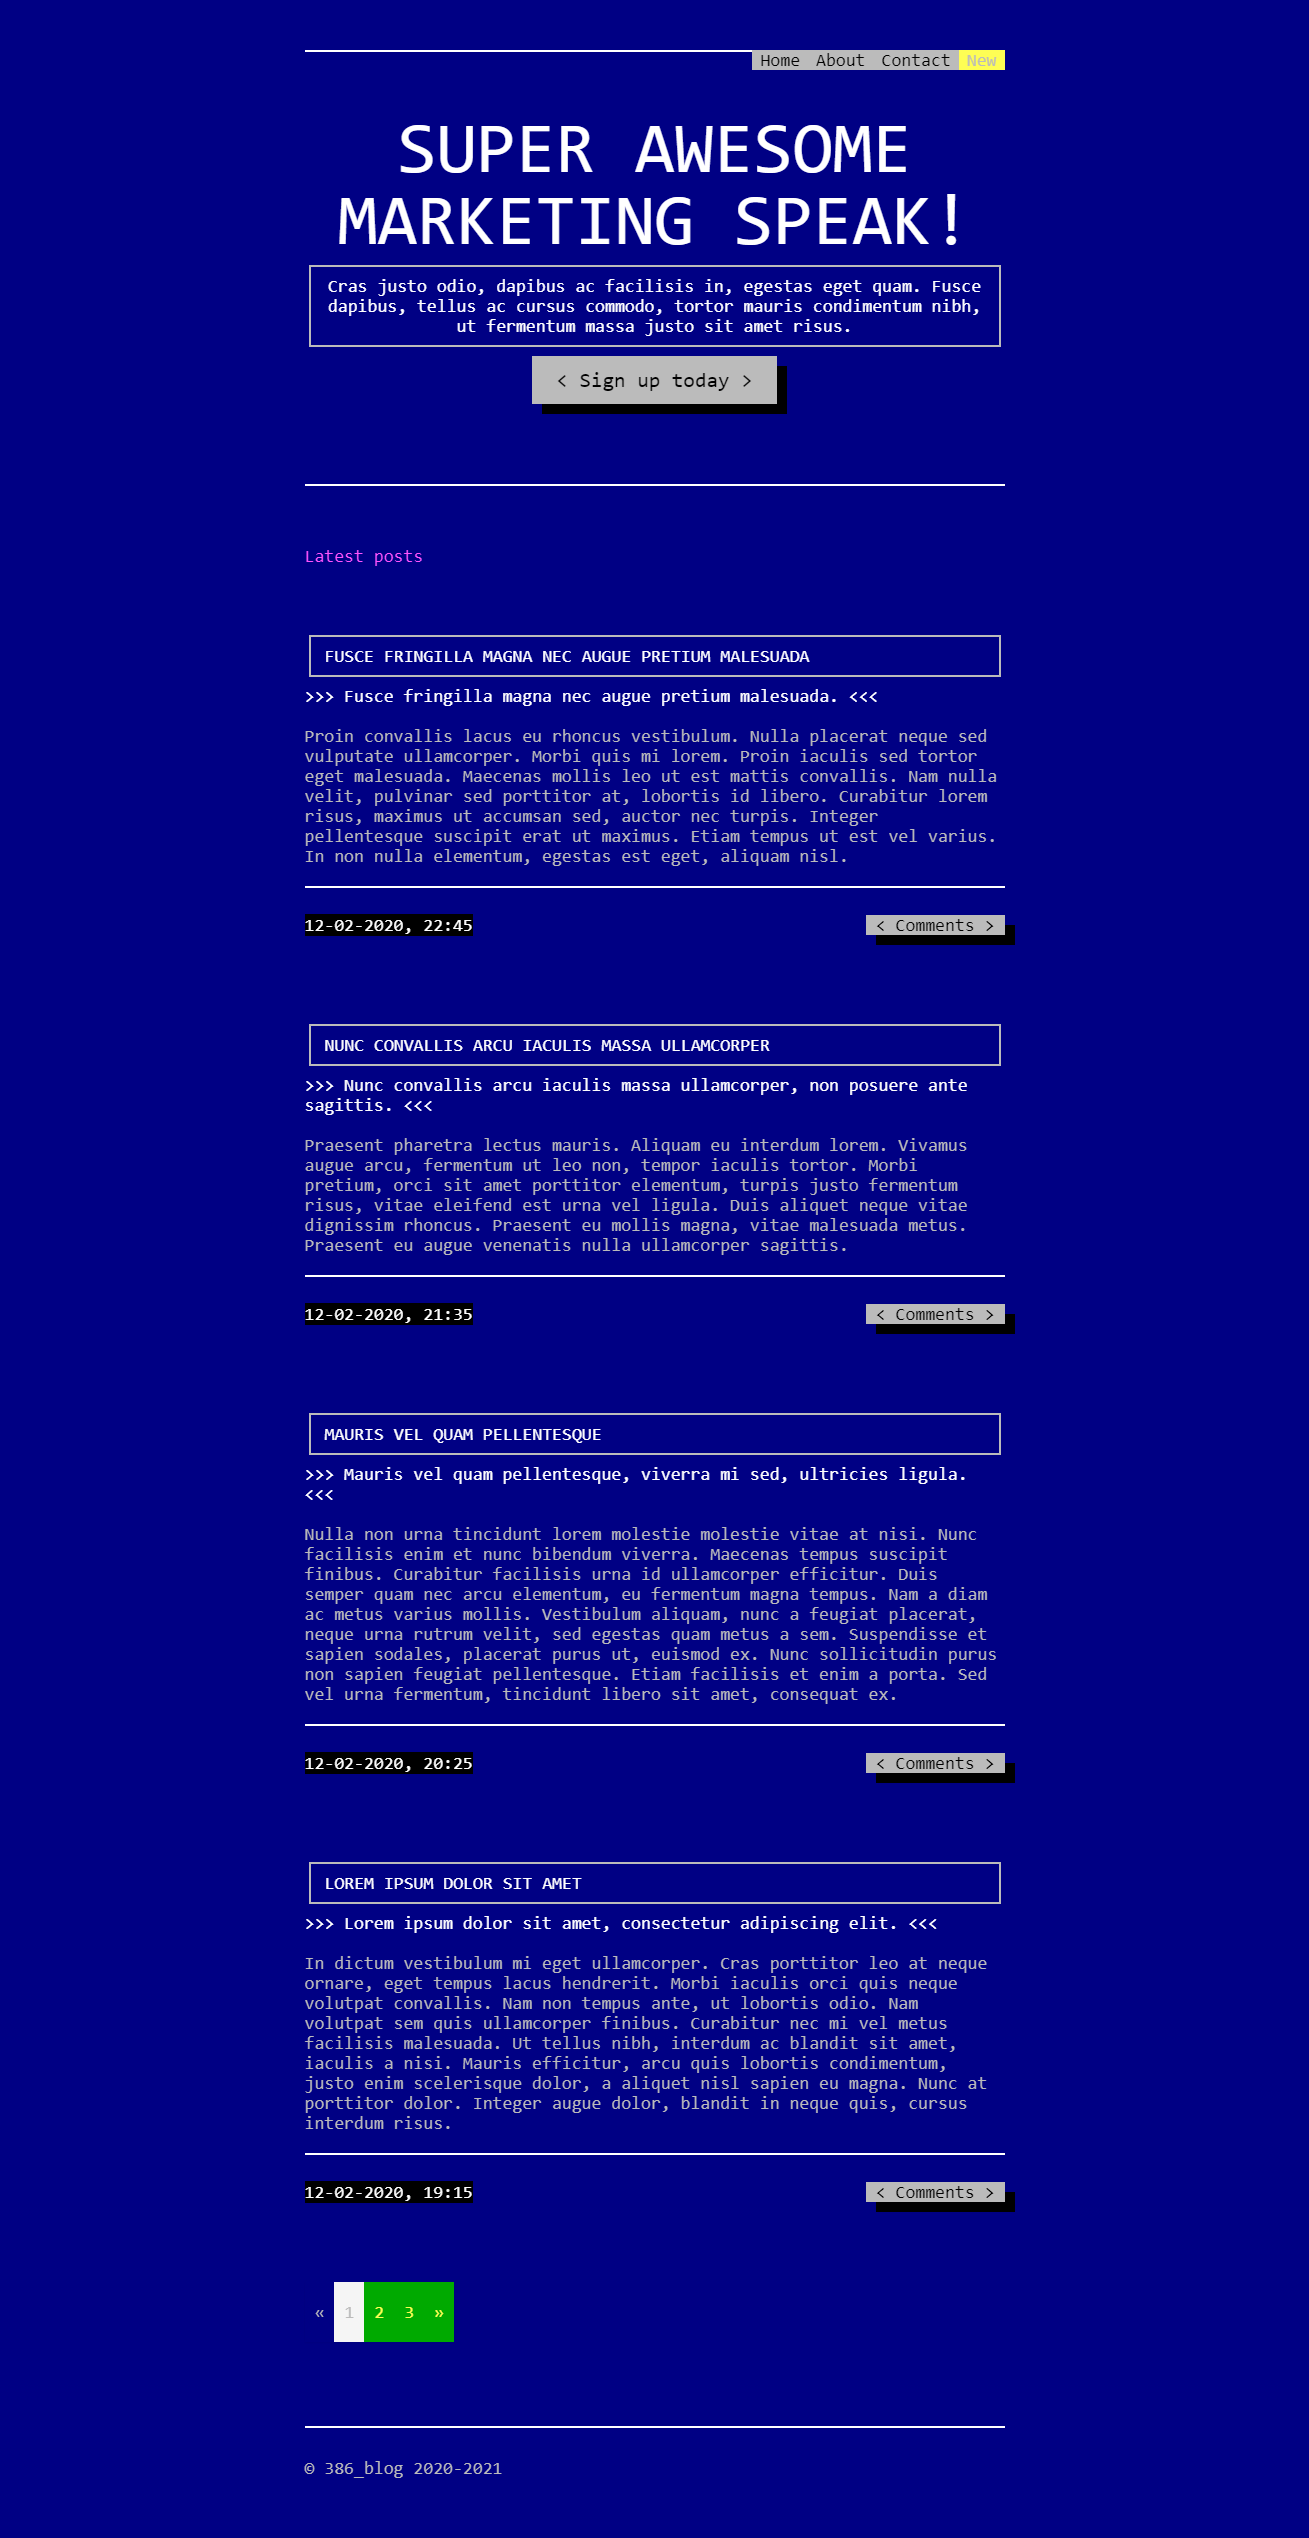 Home About Contact New
SUPER AWESOME
MARKETING SPEAK!
Cras justo odio, dapibus ac facilisis in, egestas eget quam. Fusce
dapibus, tellus ac cursus commodo, tortor mauris condimentum nibh,
ut fermentum massa justo sit amet risus.
< Sign up today >
Latest posts
FUSCE FRINGILLA MAGNA NEC AUGUE PRETIUM MALESUADA
>>> Fusce fringilla magna nec augue pretium malesuada. <<<
Proin convallis lacus eu rhoncus vestibulum. Nulla placerat neque sed
vulputate ullamcorper. Morbi quis mi lorem. Proin iaculis sed tortor
eget malesuada. Maecenas mollis leo ut est mattis convallis. Nam nulla
velit, pulvinar sed porttitor at, lobortis id libero. Curabitur lorem
risus, maximus ut accumsan sed, auctor nec turpis. Integer
pellentesque suscipit erat ut maximus. Etiam tempus ut est vel varius.
In non nulla elementum, egestas est eget, aliquam nisl.
12-02-2020, 22:45 < Comments >
NUNC CONVALLIS ARCU IACULIS MASSA ULLAMCORPER
>>> Nunc convallis arcu iaculis massa ullamcorper, non posuere ante
sagittis. <<<
Praesent pharetra lectus mauris. Aliquam eu interdum lorem. Vivamus
augue arcu, fermentum ut leo non, tempor iaculis tortor. Morbi
pretium, orci sit amet porttitor elementum, turpis justo fermentum
risus, vitae eleifend est urna vel ligula. Duis aliquet neque vitae
dignissim rhoncus. Praesent eu mollis magna, vitae malesuada metus.
Praesent eu augue venenatis nulla ullamcorper sagittis.
12-02-2020, 21:35 < Comments >
MAURIS VEL QUAM PELLENTESQUE
>>> Mauris vel quam pellentesque, viverra mi sed, ultricies ligula.
<<<
Nulla non urna tincidunt lorem molestie molestie vitae at nisi. Nunc
facilisis enim et nunc bibendum viverra. Maecenas tempus suscipit
finibus. Curabitur facilisis urna id ullamcorper efficitur. Duis
semper quam nec arcu elementum, eu fermentum magna tempus. Nam a diam
ac metus varius mollis. Vestibulum aliquam, nunc a feugiat placerat,
neque urna rutrum velit, sed egestas quam metus a sem. Suspendisse et
sapien sodales, placerat purus ut, euismod ex. Nunc sollicitudin purus
non sapien feugiat pellentesque. Etiam facilisis et enim a porta. Sed
vel urna fermentum, tincidunt libero sit amet, consequat ex.
12-02-2020, 20:25 < Comments >
LOREM IPSUM DOLOR SIT AMET
>>> Lorem ipsum dolor sit amet, consectetur adipiscing elit. <<<
In dictum vestibulum mi eget ullamcorper. Cras porttitor leo at neque
ornare, eget tempus lacus hendrerit. Morbi iaculis orci quis neque
volutpat convallis. Nam non tempus ante, ut lobortis odio. Nam
volutpat sem quis ullamcorper finibus. Curabitur nec mi vel metus
facilisis malesuada. Ut tellus nibh, interdum ac blandit sit amet,
iaculis a nisi. Mauris efficitur, arcu quis lobortis condimentum,
justo enim scelerisque dolor, a aliquet nisl sapien eu magna. Nunc at
porttitor dolor. Integer augue dolor, blandit in neque quis, cursus
interdum risus.
12-02-2020, 19:15 < Comments >
« 1 2 3 »
© 386_blog 2020-2021